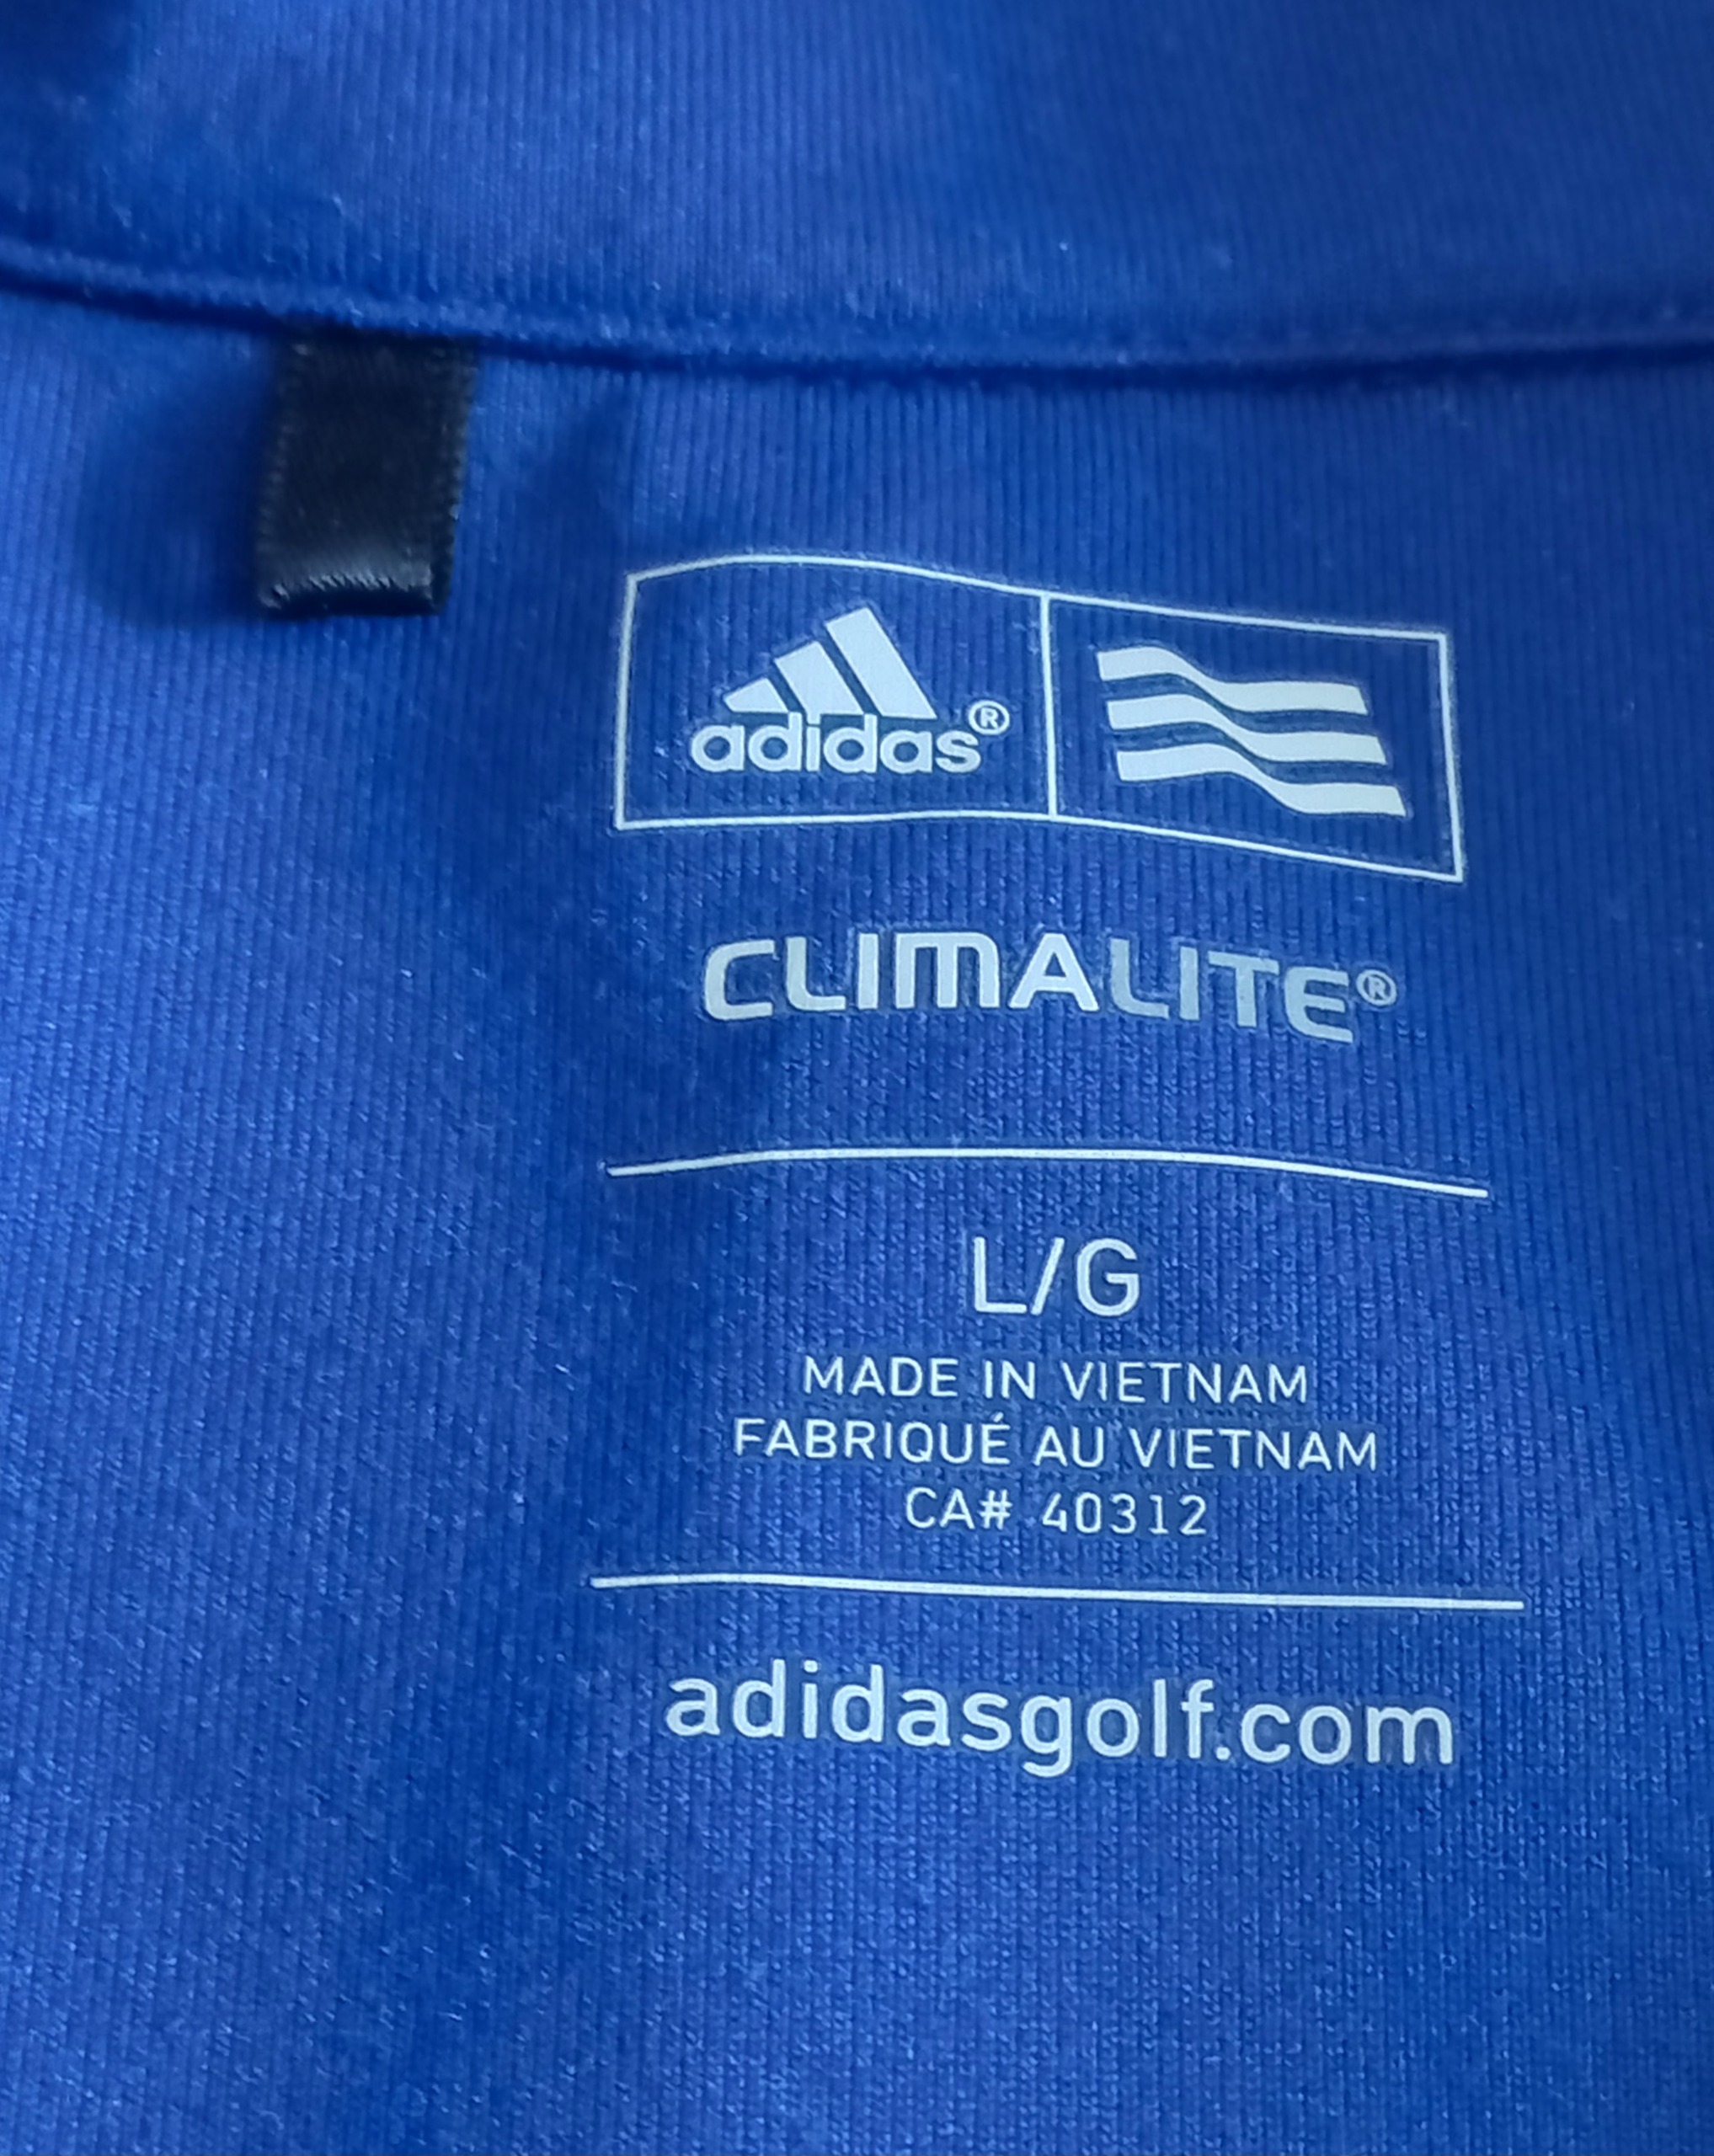 adidas®
CLIMALITE®
L/G
MADE IN VIETNAM
FABRIQUÉ AU VIETNAM
CA# 40312
adidasgolf.com